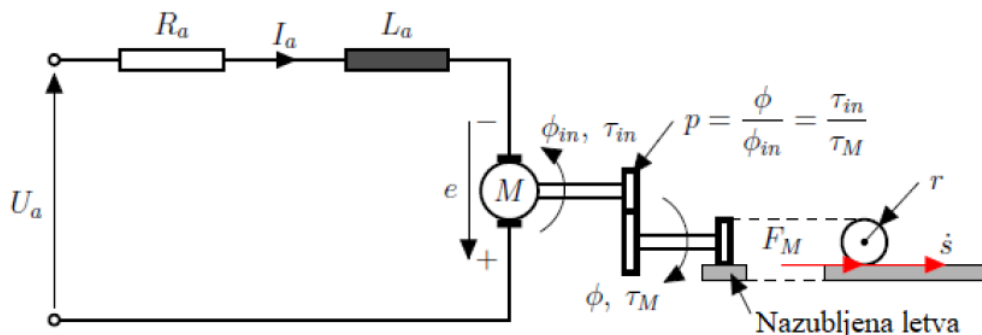 R_a
I_a
L_a
U_a
e
−
+
M
ϕ_in, τ_in
p = ϕ/ϕ_in = τ_in/τ_M
ϕ, τ_M
r
F_M
ṡ
Nazubljena letva